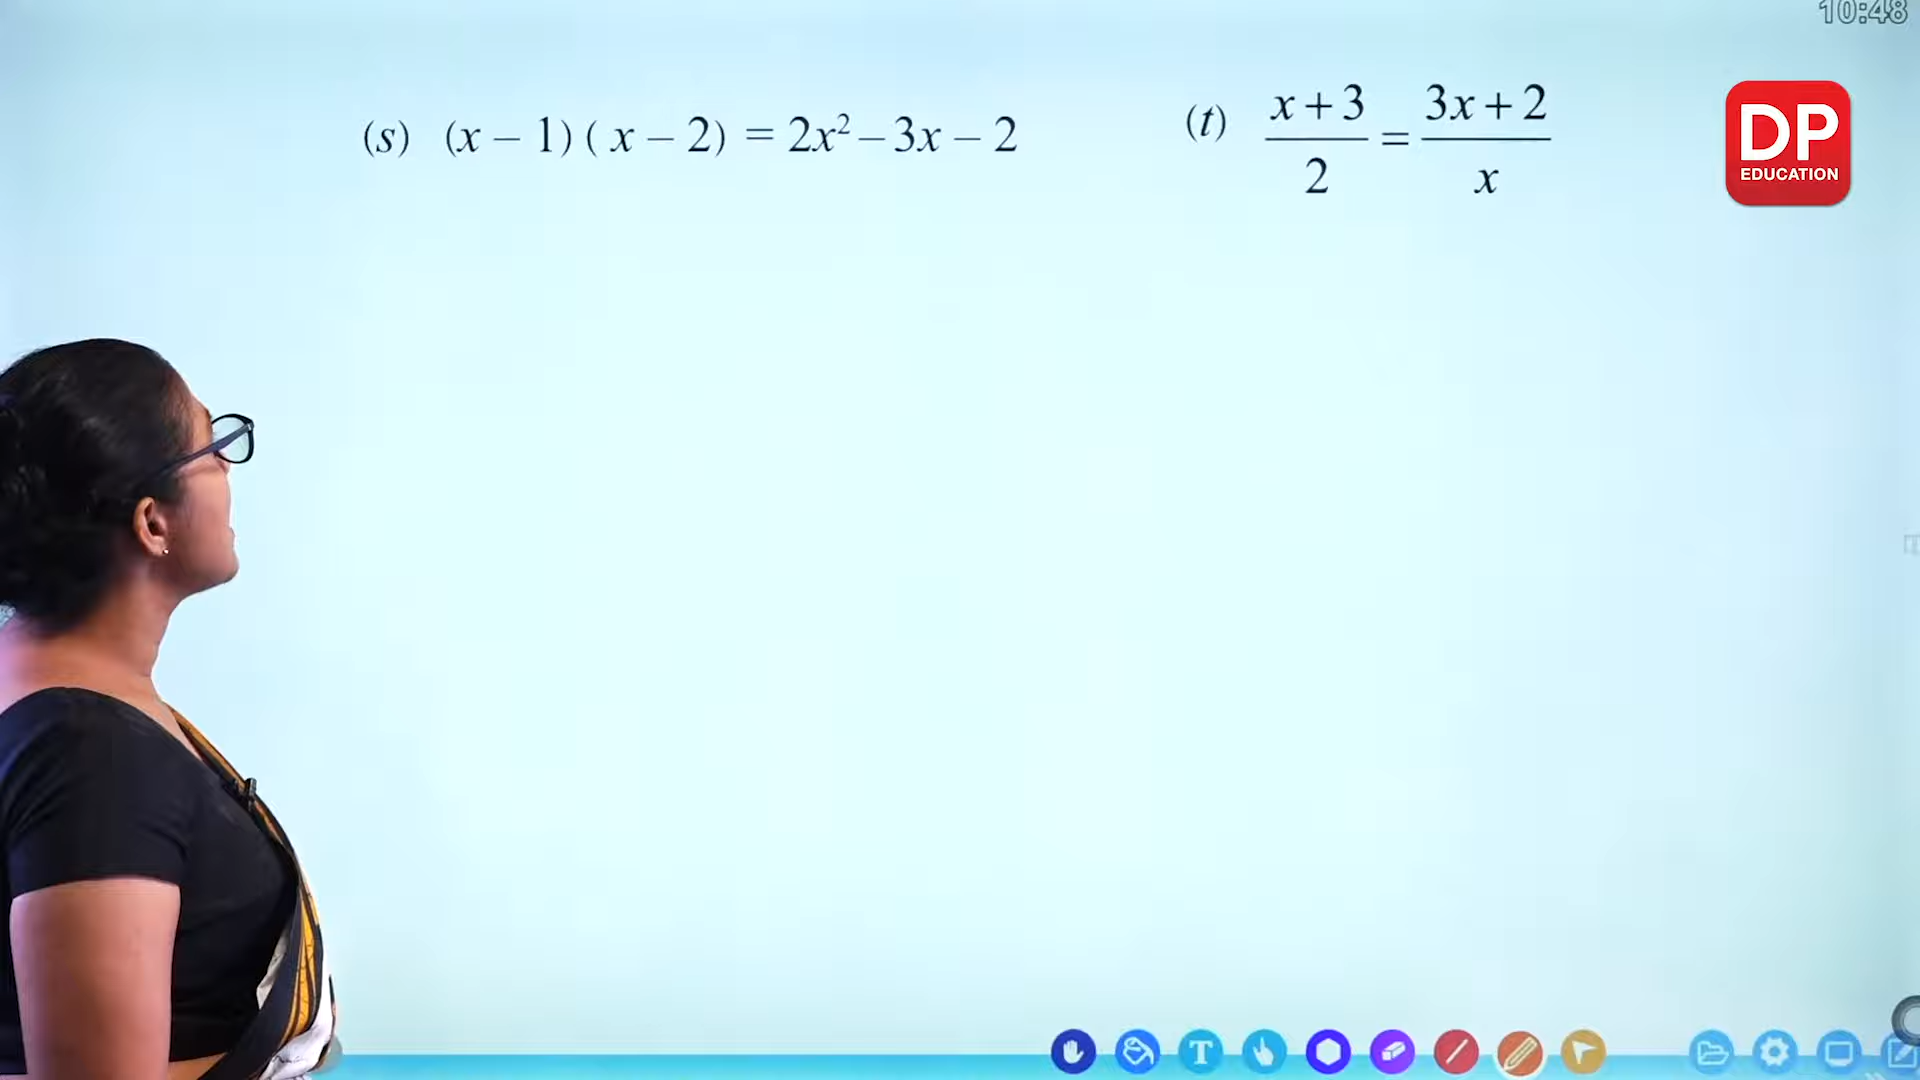 10:48
(s) (x – 1) ( x – 2) = 2x² – 3x – 2
(t) x + 3 / 2 = 3x + 2 / x
DP
EDUCATION
T